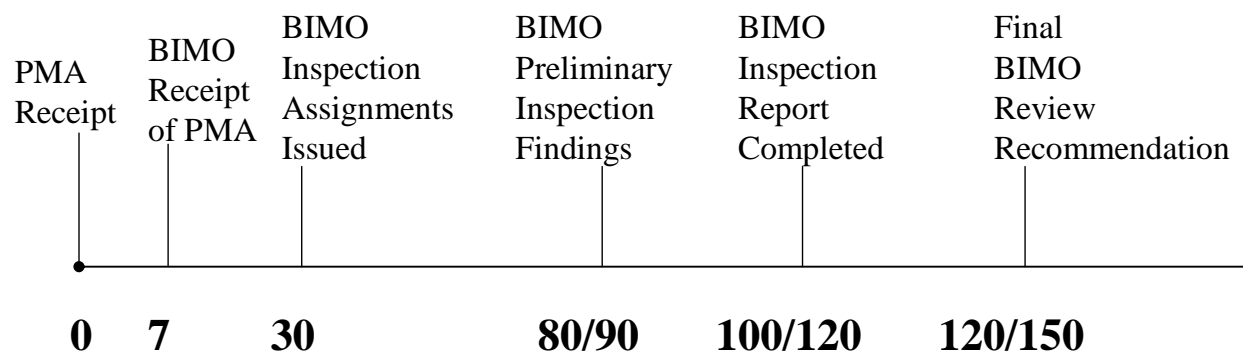 PMA
Receipt
BIMO
Receipt
of PMA
BIMO
Inspection
Assignments
Issued
BIMO
Preliminary
Inspection
Findings
BIMO
Inspection
Report
Completed
Final
BIMO
Review
Recommendation
0 7 30 80/90 100/120 120/150